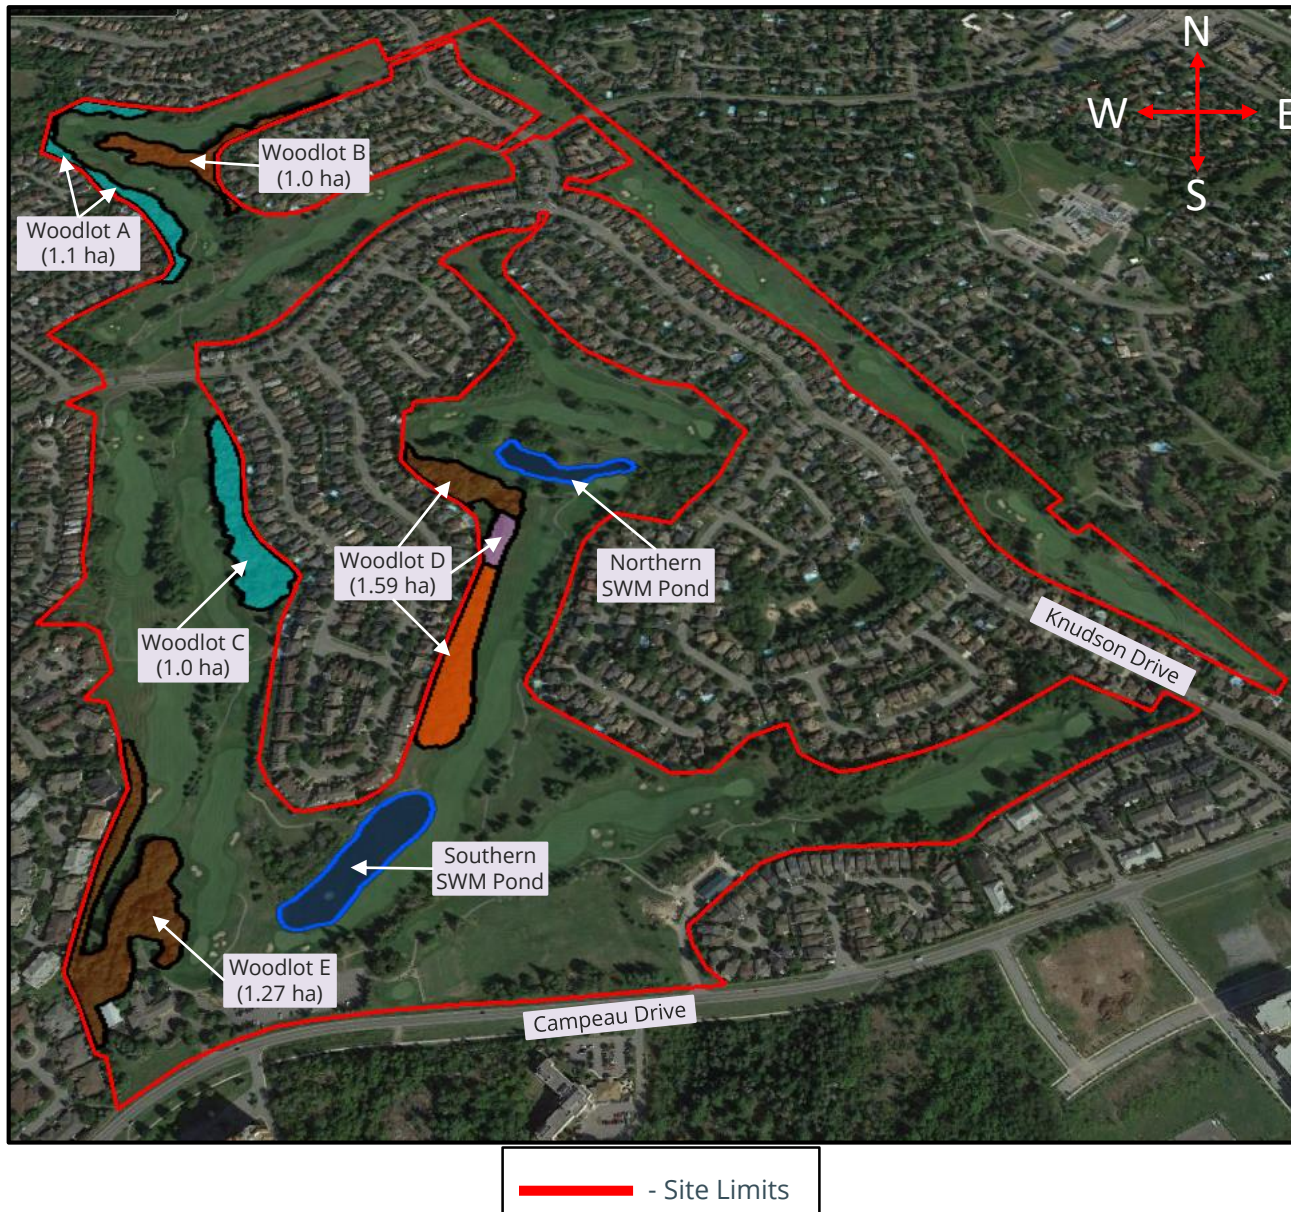 N
W
E
S
Woodlot B
(1.0 ha)
Woodlot A
(1.1 ha)
Woodlot D
(1.59 ha)
Northern
SWM Pond
Woodlot C
(1.0 ha)
Knudson Drive
Southern
SWM Pond
Woodlot E
(1.27 ha)
Campeau Drive
- Site Limits